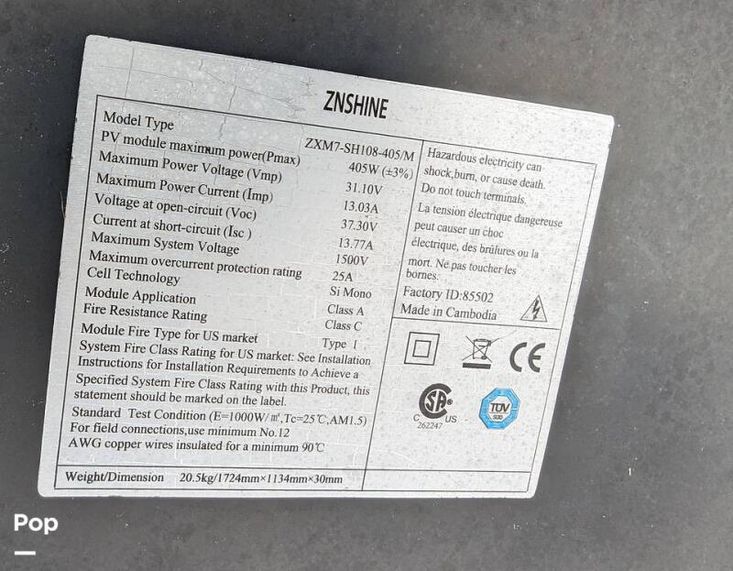 ZNSHINE
Model Type ZXM7-SH108-405/M
PV module maximum power(Pmax) 405W (±3%)
Maximum Power Voltage (Vmp) 31.10V
Maximum Power Current (Imp) 13.03A
Voltage at open-circuit (Voc) 37.30V
Current at short-circuit (Isc ) 13.77A
Maximum System Voltage 1500V
Maximum overcurrent protection rating 25A
Cell Technology Si Mono
Module Application Class A
Fire Resistance Rating Class C
Module Fire Type for US market Type 1
System Fire Class Rating for US market: See Installation
Instructions for Installation Requirements to Achieve a
Specified System Fire Class Rating with this Product, this
statement should be marked on the label.
Standard Test Condition (E=1000W/㎡,Tc=25℃,AM1.5)
For field connections,use minimum No.12
AWG copper wires insulated for a minimum 90℃
Weight/Dimension 20.5kg/1724mm×1134mm×30mm
Hazardous electricity can
shock,burn, or cause death.
Do not touch terminals.
La tension électrique dangereuse
peut causer un choc
électrique, des brûfures ou la
mort. Ne pas toucher les
bornes.
Factory ID:85502
Made in Cambodia
CE
C SA ® US
262247
TÜV
SÜD
Pop